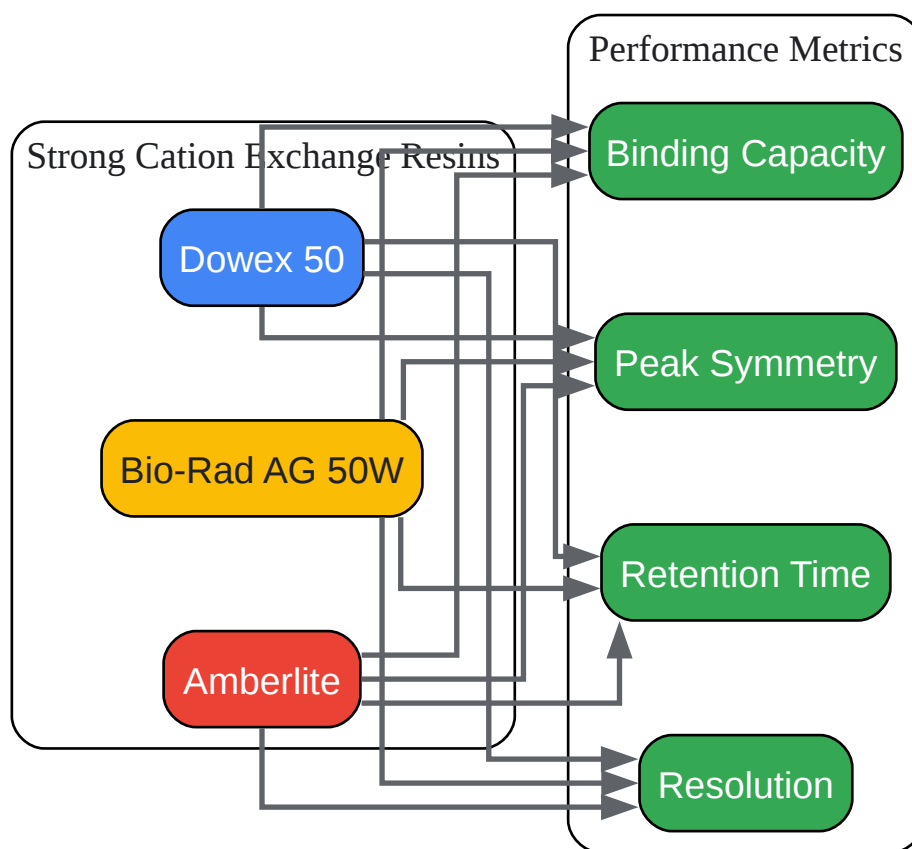 Performance Metrics
Strong Cation Exchange Resins
Binding Capacity
Dowex 50
Peak Symmetry
Bio-Rad AG 50W
Retention Time
Amberlite
Resolution